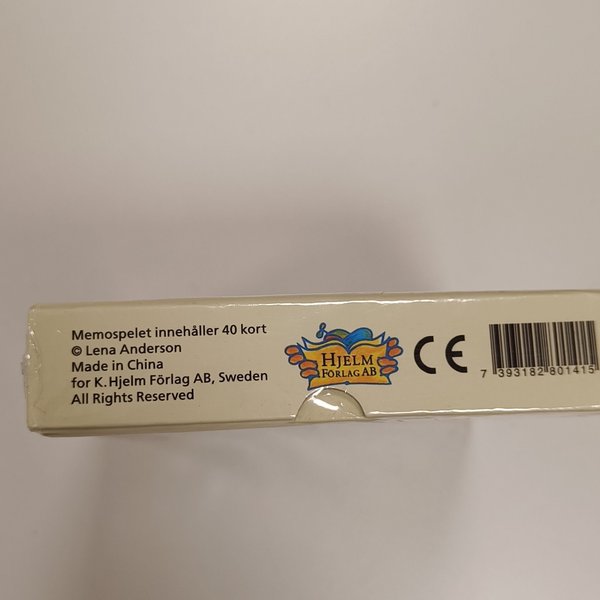 Memospelet innehåller 40 kort
© Lena Anderson
Made in China
for K.Hjelm Förlag AB, Sweden
All Rights Reserved
HJELM
FÖRLAG AB
CE
7 393182 801415